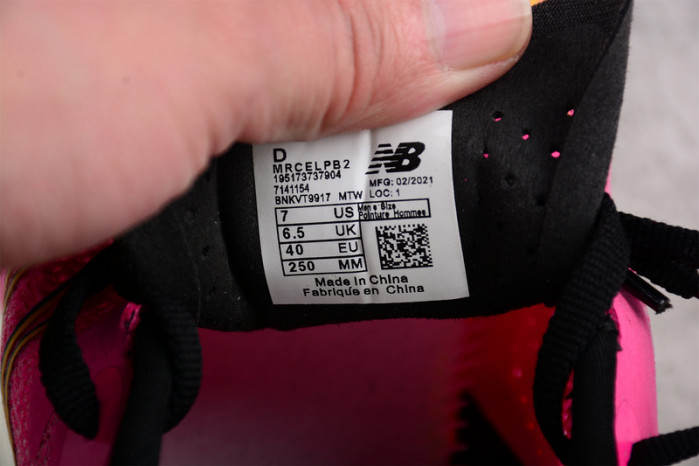 D
NB
MRCELPB2
195173737904
7141154
MFG: 02/2021
BNKVT9917 MTW LOC: 1
7 US Men's Size
Pointure Hommes
6.5 UK
40 EU
250 MM
Made in China
Fabriqué en China